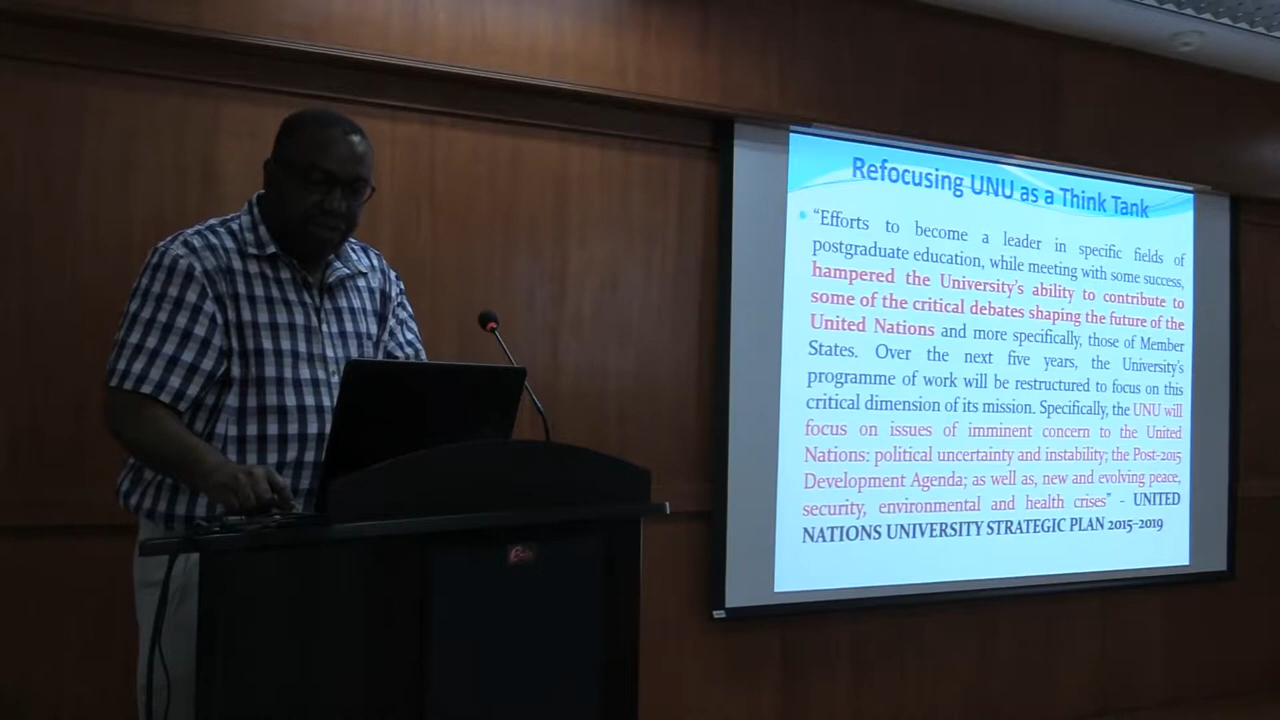 Refocusing UNU as a Think Tank
“Efforts to become a leader in specific fields of
postgraduate education, while meeting with some success,
hampered the University’s ability to contribute to
some of the critical debates shaping the future of the
United Nations and more specifically, those of Member
States. Over the next five years, the University’s
programme of work will be restructured to focus on this
critical dimension of its mission. Specifically, the UNU will
focus on issues of imminent concern to the United
Nations: political uncertainty and instability; the Post-2015
Development Agenda; as well as, new and evolving peace,
security, environmental and health crises” - UNITED
NATIONS UNIVERSITY STRATEGIC PLAN 2015–2019